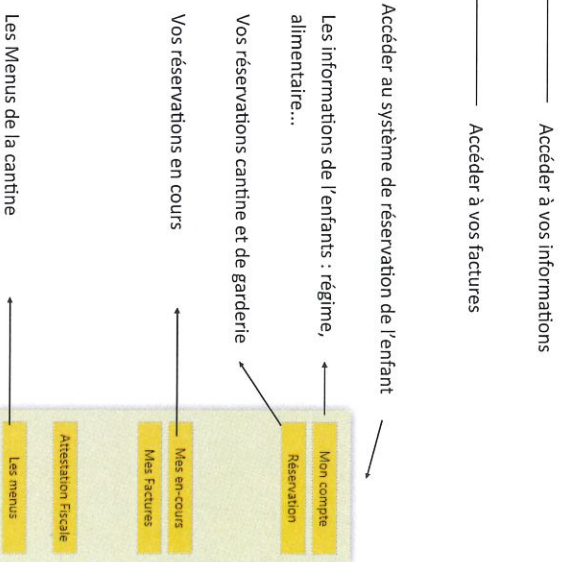 Accéder à vos informations
Accéder à vos factures
Accéder au système de réservation de l'enfant
Les informations de l'enfants : régime,
alimentaire....
Vos réservations cantine et de garderie
Vos réservations en cours
Les Menus de la cantine
Mon compte
Réservation
Mes en-cours
Mes Factures
Attestation Fiscale
Les menus